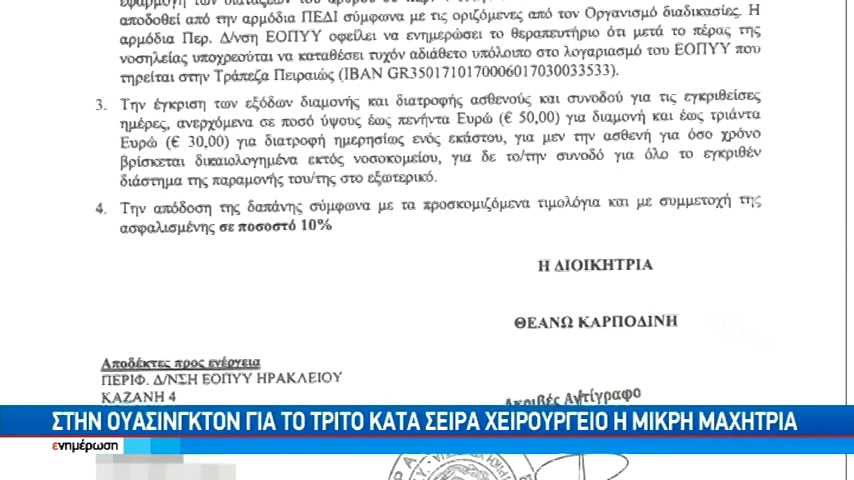 εφαρμογή των διατάξεων του άρθρου
αποδοθεί από την αρμόδια ΠΕΔΙ σύμφωνα με τις οριζόμενες από τον Οργανισμό διαδικασίες. Η
αρμόδια Περ. Δ/νση ΕΟΠΥΥ οφείλει να ενημερώσει το θεραπευτήριο ότι μετά το πέρας της
νοσηλείας υποχρεούται να καταθέσει τυχόν αδιάθετο υπόλοιπο στο λογαριασμό του ΕΟΠΥΥ που
τηρείται στην Τράπεζα Πειραιώς (IBAN GR3501710170006017030033533).
3. Την έγκριση των εξόδων διαμονής και διατροφής ασθενούς και συνοδού για τις εγκριθείσες
ημέρες, ανερχόμενα σε ποσό ύψους έως πενήντα Ευρώ (€ 50,00) για διαμονή και έως τριάντα
Ευρώ (€ 30,00) για διατροφή ημερησίως ενός εκάστου, για μεν την ασθενή για όσο χρόνο
βρίσκεται δικαιολογημένα εκτός νοσοκομείου, για δε το/την συνοδό για όλο το εγκριθέν
διάστημα της παραμονής του/της στο εξωτερικό.
4. Την απόδοση της δαπάνης σύμφωνα με τα προσκομιζόμενα τιμολόγια και με συμμετοχή της
ασφαλισμένης σε ποσοστό 10%
Η ΔΙΟΙΚΗΤΡΙΑ
ΘΕΑΝΩ ΚΑΡΠΟΔΙΝΗ
Αποδέκτες προς ενέργεια
ΠΕΡΙΦ. Δ/ΝΣΗ ΕΟΠΥΥ ΗΡΑΚΛΕΙΟΥ
ΚΑΖΑΝΗ 4
Ακριβές Αντίγραφο
ΣΤΗΝ ΟΥΑΣΙΝΓΚΤΟΝ ΓΙΑ ΤΟ ΤΡΙΤΟ ΚΑΤΑ ΣΕΙΡΑ ΧΕΙΡΟΥΡΓΕΙΟ Η ΜΙΚΡΗ ΜΑΧΗΤΡΙΑ
ενημέρωση